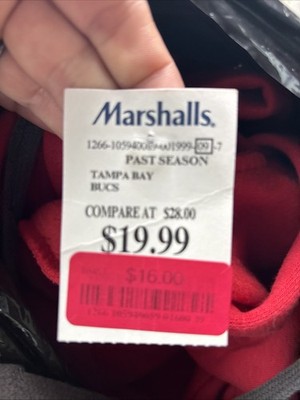 Marshalls.
PAST SEASON
TAMPA BAY
BUCS
COMPARE AT $28.00
$19.99
$16.00